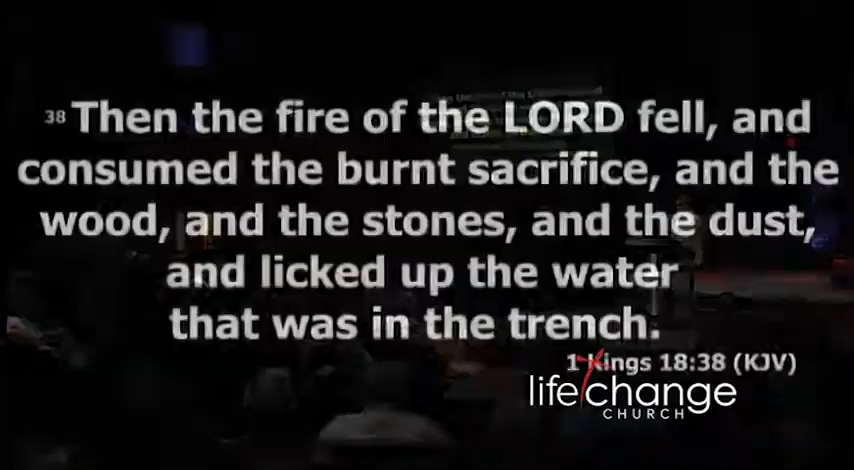 38 Then the fire of the LORD fell, and
consumed the burnt sacrifice, and the
wood, and the stones, and the dust,
and licked up the water
that was in the trench.
1 Kings 18:38 (KJV)
life change
CHURCH